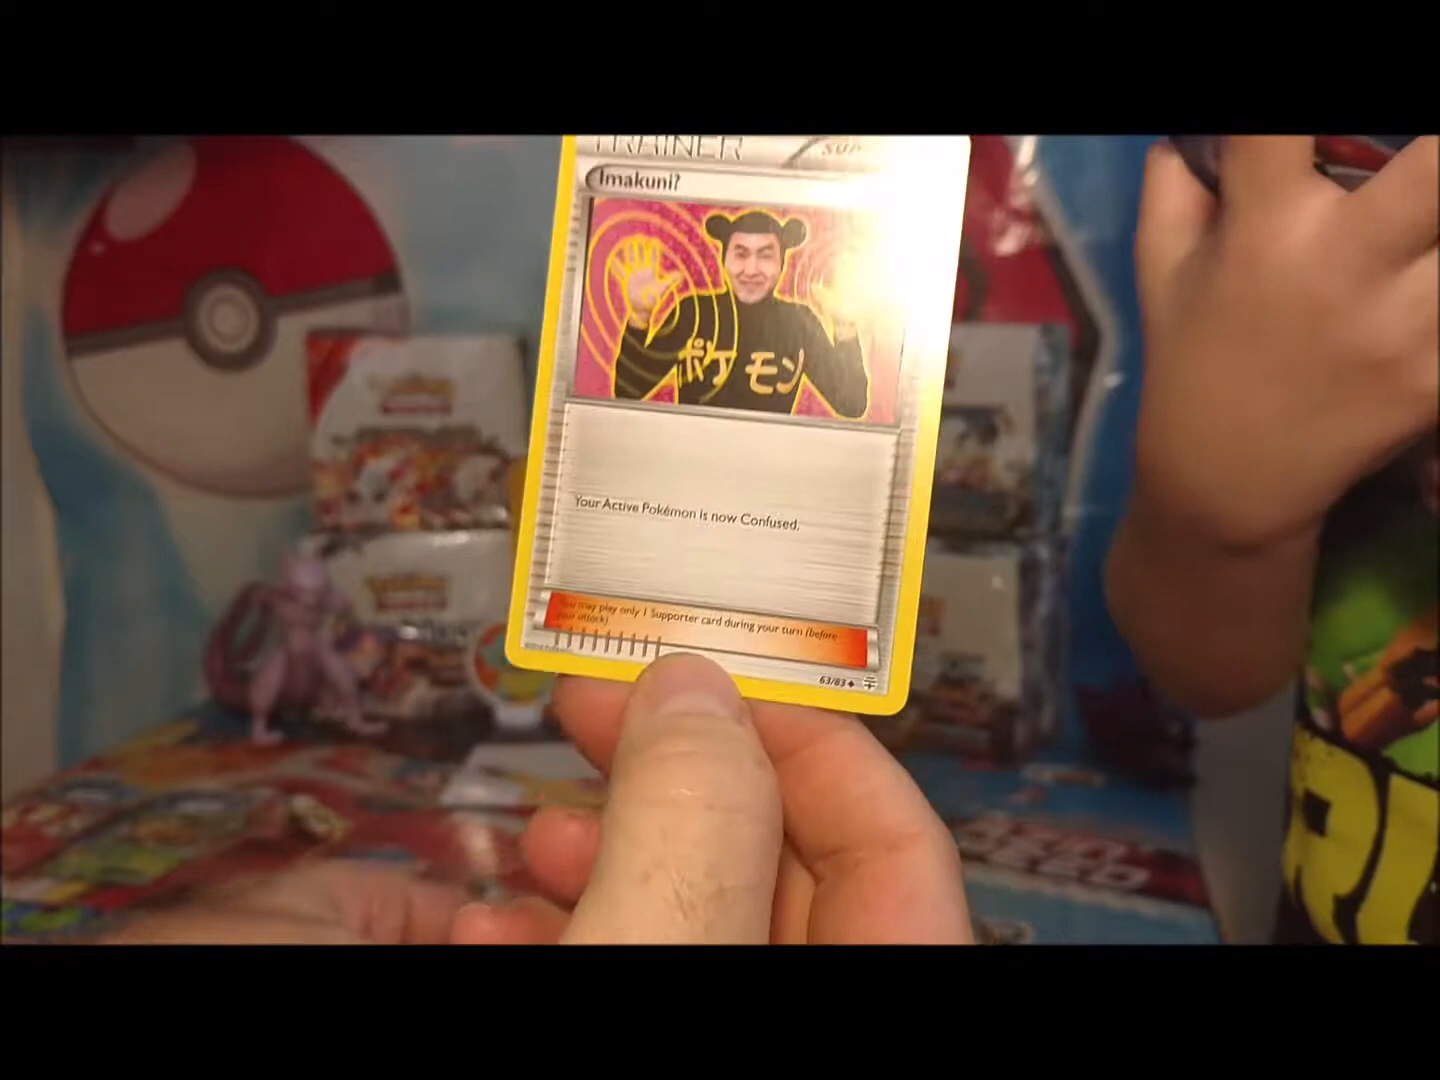 TRAINER
SUP
Imakuni?
ポケモン
Your Active Pokémon is now Confused.
You may play only 1 Supporter card during your turn (before
your attack).
63/83